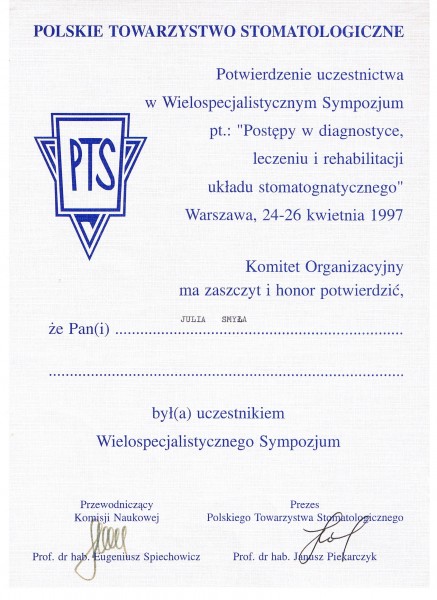 POLSKIE TOWARZYSTWO STOMATOLOGICZNE
Potwierdzenie uczestnictwa
w Wielospecjalistycznym Sympozjum
pt.: "Postępy w diagnostyce,
leczeniu i rehabilitacji
układu stomatognatycznego"
Warszawa, 24-26 kwietnia 1997
PTS
Komitet Organizacyjny
ma zaszczyt i honor potwierdzić,
że Pan(i) JULIA SMYŁA
był(a) uczestnikiem
Wielospecjalistycznego Sympozjum
Przewodniczący
Komisji Naukowej
Prof. dr hab. Eugeniusz Spiechowicz
Prezes
Polskiego Towarzystwa Stomatologicznego
Prof. dr hab. Janusz Piekarczyk